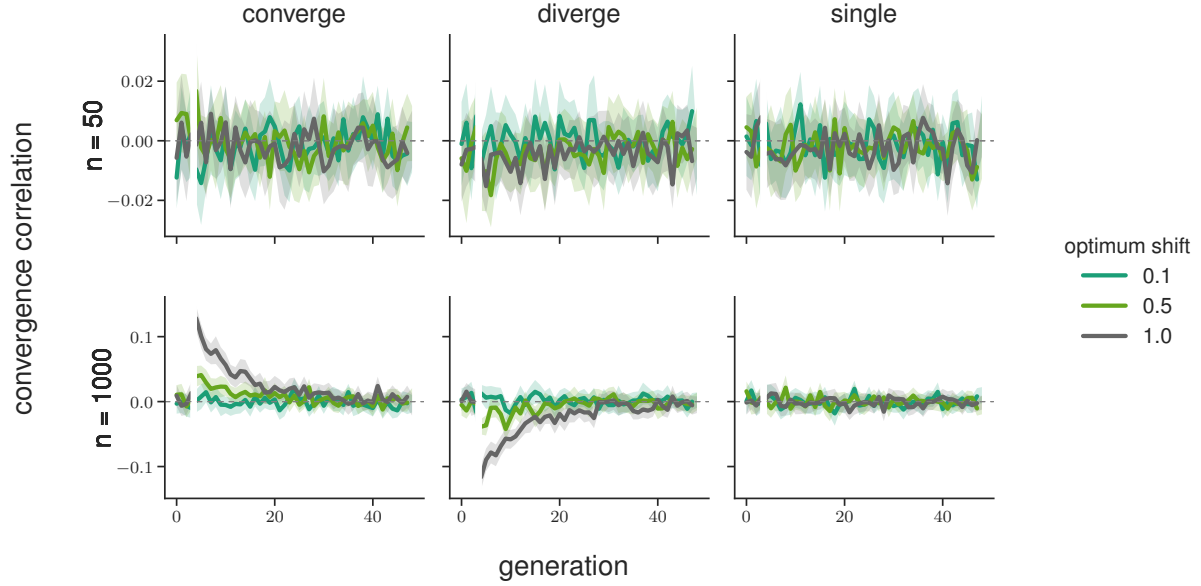 converge diverge single
convergence correlation
n = 50
0.02
0.00
−0.02
n = 1000
0.1
0.0
−0.1
0 20 40 0 20 40 0 20 40
generation
optimum shift
0.1
0.5
1.0